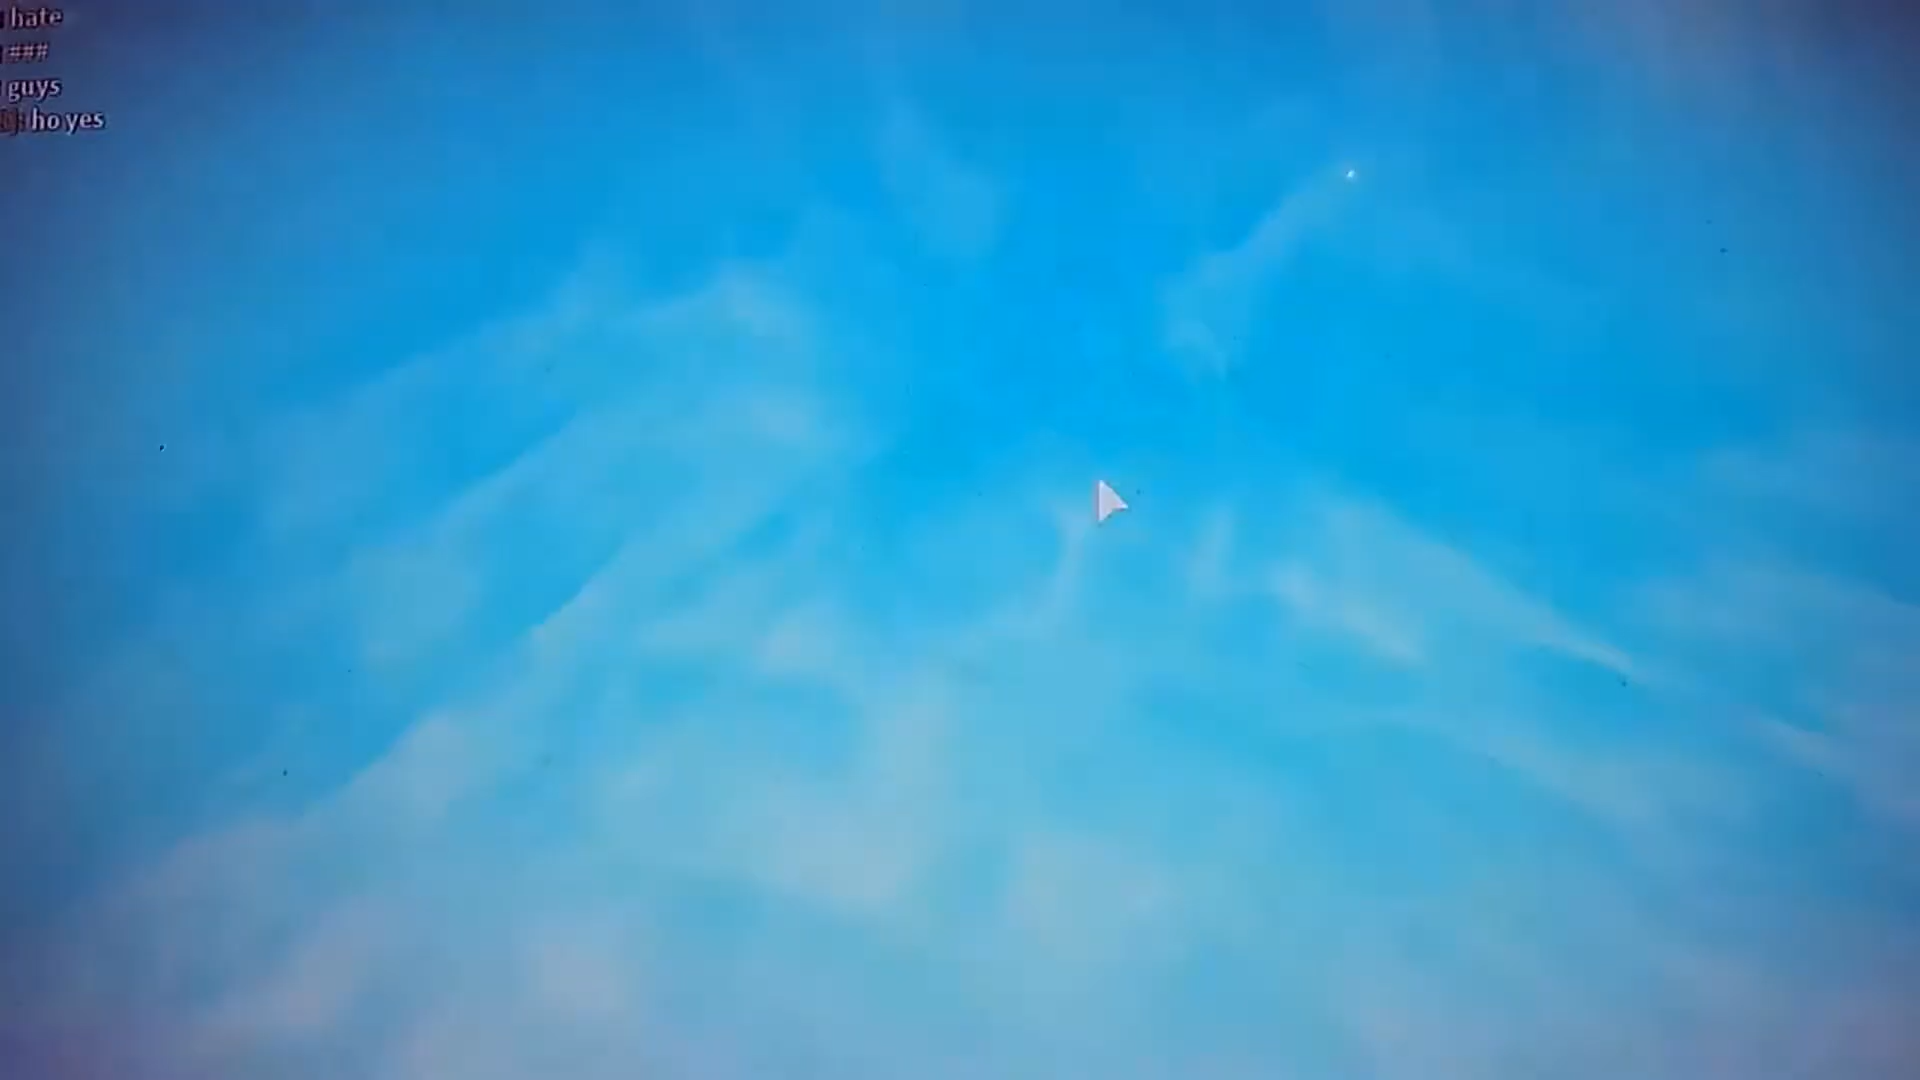 hate
###
guys
: ho yes